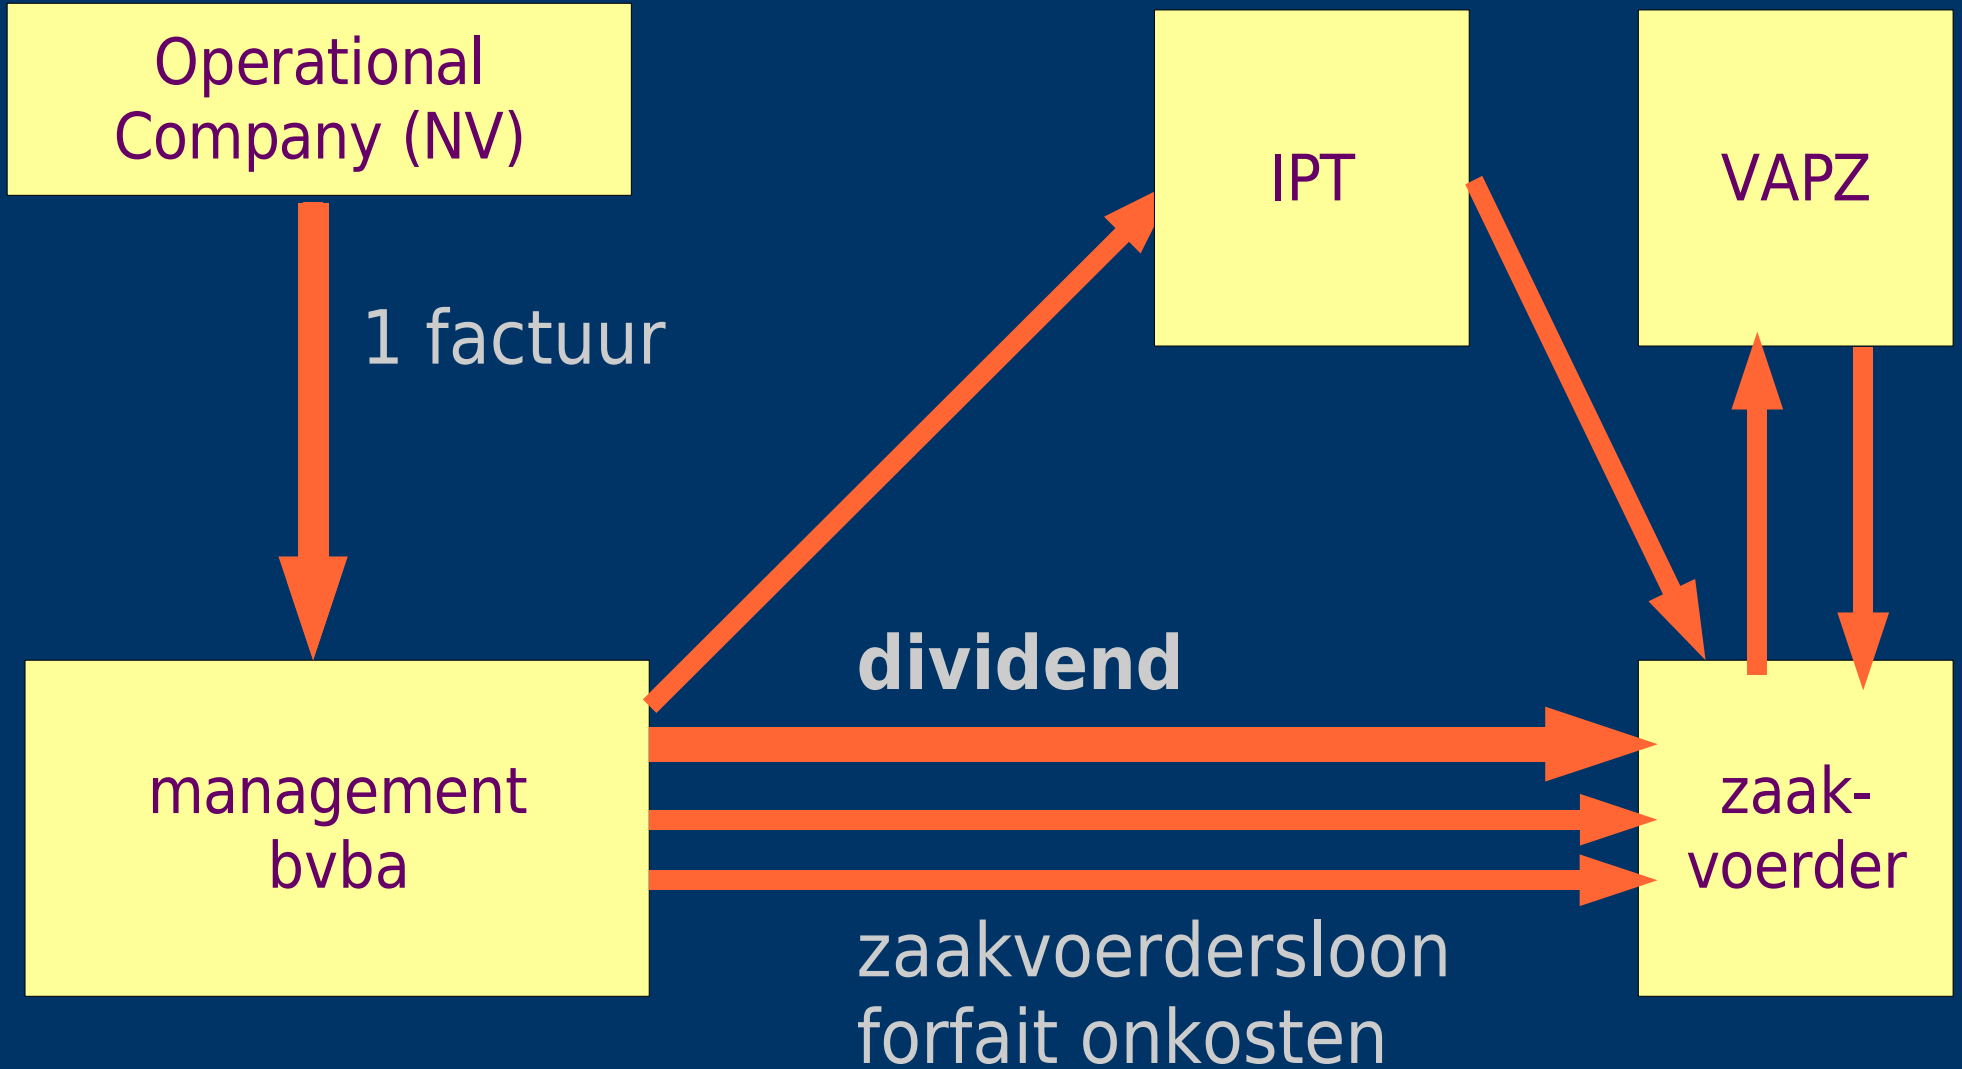 Operational
Company (NV)
IPT
VAPZ
1 factuur
dividend
management
bvba
zaak-
voerder
zaakvoerdersloon
forfait onkosten